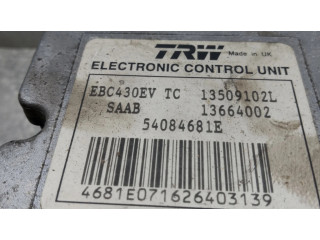 TRW Made in UK
ELECTRONIC CONTROL UNIT
EBC430EV TC 13509102L
SAAB 13664002
54084681E
4681E071626403139